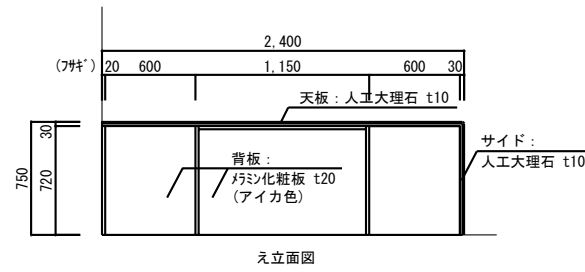 2,400
(ﾌｻｷﾞ) 20 600 1,150 600 30
天板：人工大理石 t10
サイド：
人工大理石 t10
30
750
720
背板：
ﾒﾗﾐﾝ化粧板 t20
(アイカ色)
え立面図